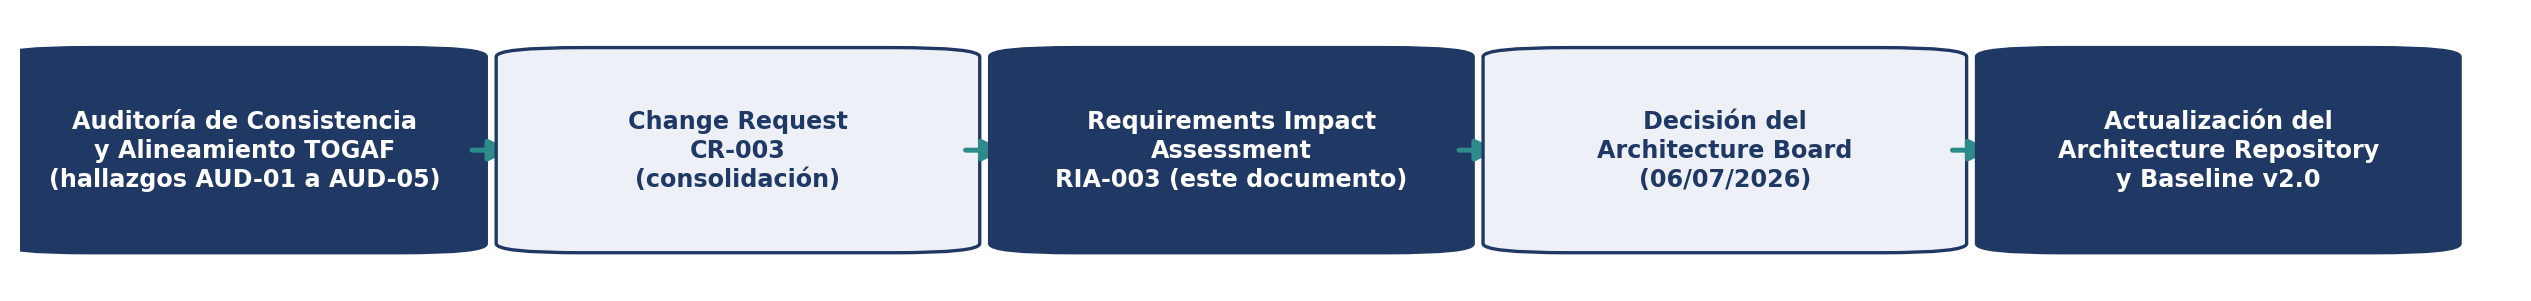 Auditoría de Consistencia
y Alineamiento TOGAF
(hallazgos AUD-01 a AUD-05)
Change Request
CR-003
(consolidación)
Requirements Impact
Assessment
RIA-003 (este documento)
Decisión del
Architecture Board
(06/07/2026)
Actualización del
Architecture Repository
y Baseline v2.0